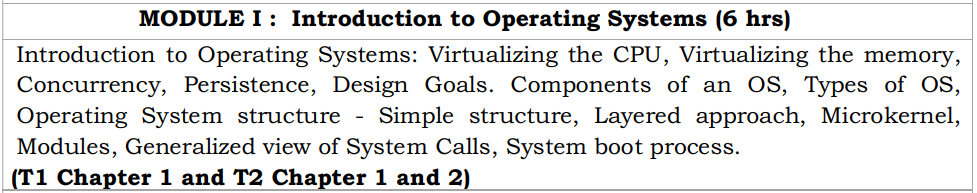 MODULE I : Introduction to Operating Systems (6 hrs)
Introduction to Operating Systems: Virtualizing the CPU, Virtualizing the memory,
Concurrency, Persistence, Design Goals. Components of an OS, Types of OS,
Operating System structure - Simple structure, Layered approach, Microkernel,
Modules, Generalized view of System Calls, System boot process.
(T1 Chapter 1 and T2 Chapter 1 and 2)